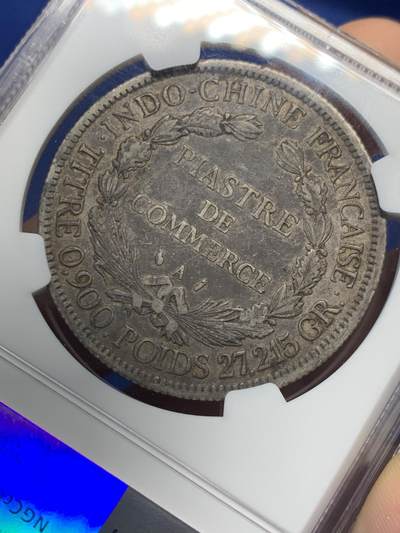 INDO-CHINE FRANÇAISE.
PIASTRE
DE
COMMERCE
A
TITRE 0,900. POIDS 27,215 GR.
NGC